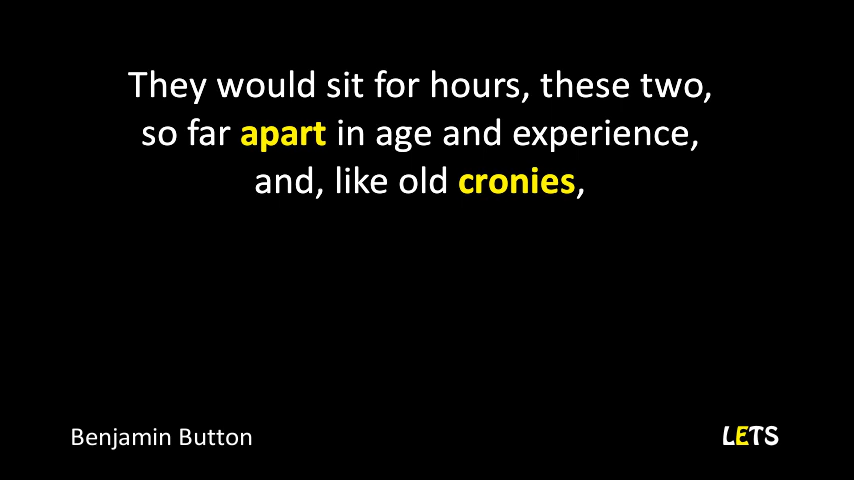 They would sit for hours, these two,
so far apart in age and experience,
and, like old cronies,
Benjamin Button
LETS